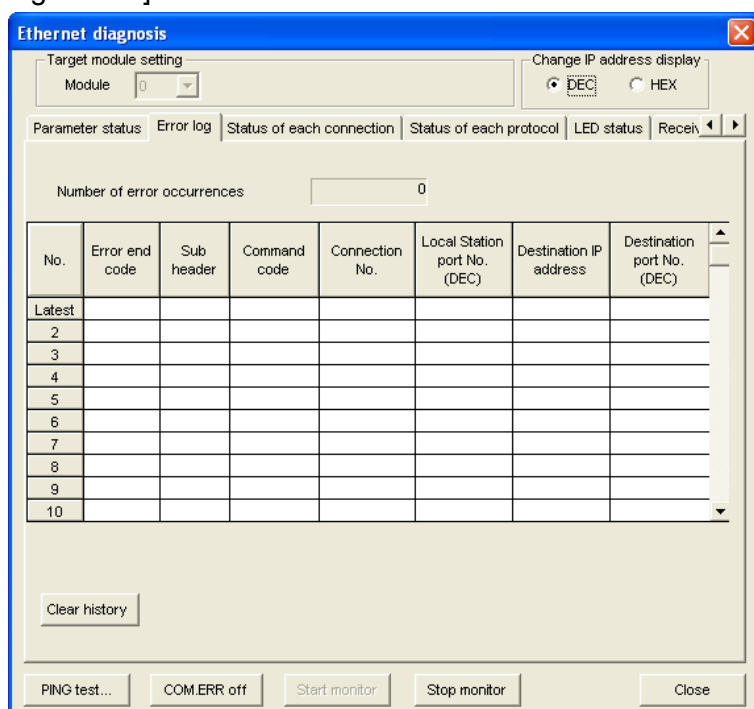 Ethernet diagnosis
Target module setting
Change IP address display
Module 0
DEC HEX
Parameter status Error log Status of each connection Status of each protocol LED status
Number of error occurrences 0
No. Error end code Sub header Command code Connection No. Local Station port No. (DEC) Destination IP address Destination port No. (DEC)
Latest
2
3
4
5
6
7
8
9
10
Clear history
PING test... COM.ERR off Start monitor Stop monitor Close